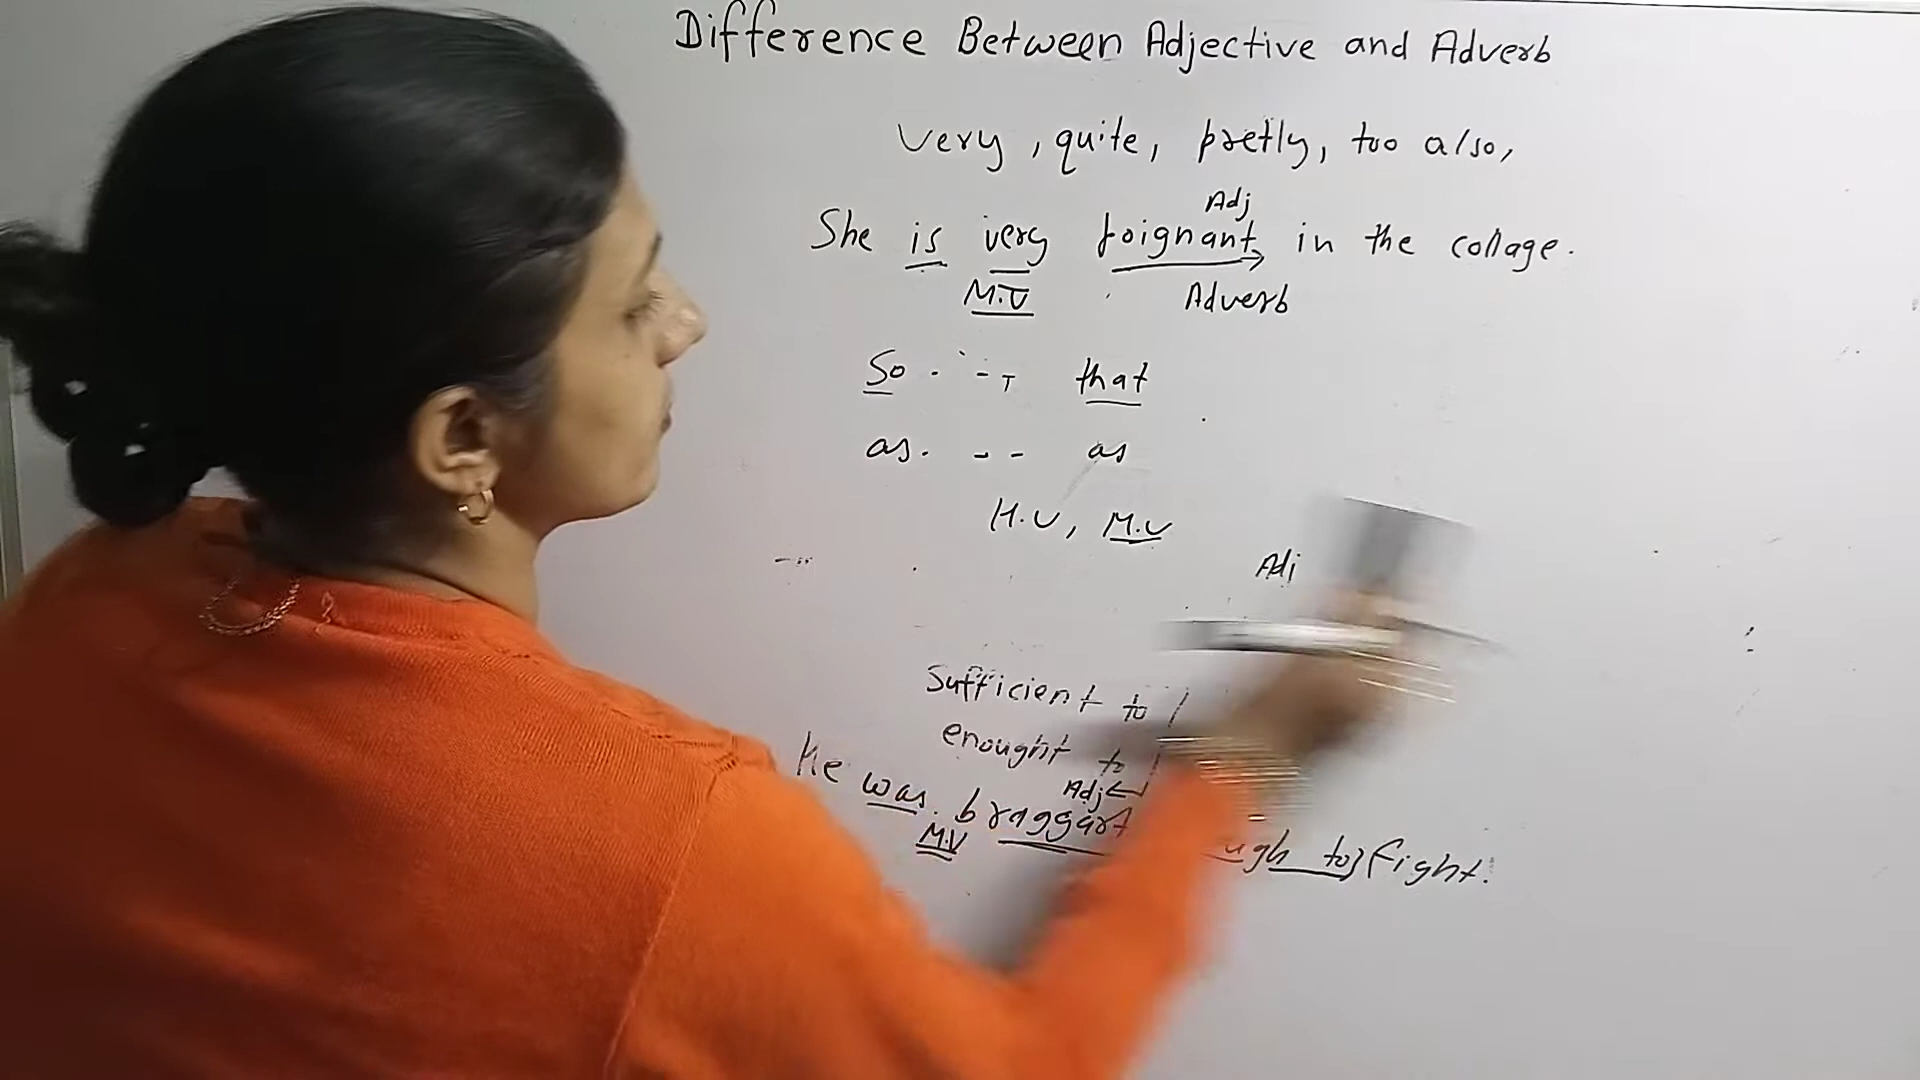 Difference Between Adjective and Adverb
very, quite, pretly, too also,
Adj
She is very poignant in the collage.
M.V Adverb
So - - - that
as. - - as
H.V, M.V
Adj
Sufficient to
enought to
Adj
He was braggart ugh to fight.
M.V